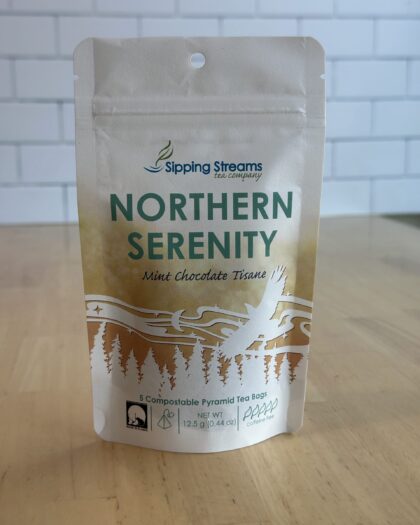 Sipping Streams
tea company
NORTHERN
SERENITY
Mint Chocolate Tisane
5 Compostable Pyramid Tea Bags
NET WT
12.5 g (0.44 oz)
Caffeine Free